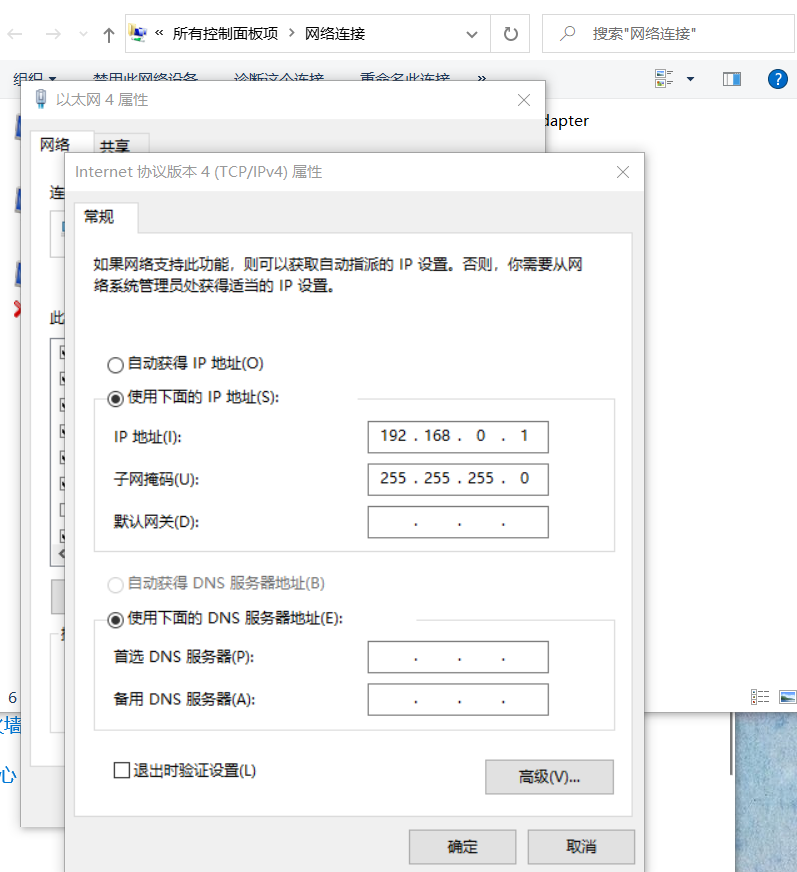 « 所有控制面板项 > 网络连接
搜索"网络连接"
组织 禁用此网络设备 诊断这个连接 重命名此连接 »
以太网 4 属性
dapter
网络 共享
Internet 协议版本 4 (TCP/IPv4) 属性
连
常规
如果网络支持此功能，则可以获取自动指派的 IP 设置。否则，你需要从网
络系统管理员处获得适当的 IP 设置。
此
自动获得 IP 地址(O)
使用下面的 IP 地址(S):
IP 地址(I): 192 . 168 . 0 . 1
子网掩码(U): 255 . 255 . 255 . 0
默认网关(D): . . .
自动获得 DNS 服务器地址(B)
使用下面的 DNS 服务器地址(E):
首选 DNS 服务器(P): . . .
备用 DNS 服务器(A): . . .
6
墙
退出时验证设置(L)
心
高级(V)...
确定 取消